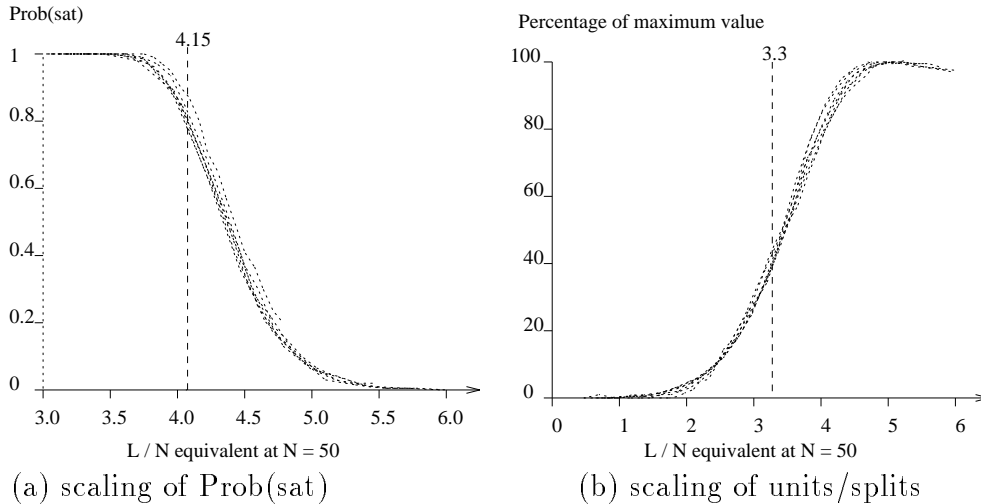 Prob(sat)
4.15
1
0.8
0.6
0.4
0.2
0
3.0 3.5 4.0 4.5 5.0 5.5 6.0
L / N equivalent at N = 50
(a) scaling of Prob(sat)
Percentage of maximum value
3.3
100
80
60
40
20
0
0 1 2 3 4 5 6
L / N equivalent at N = 50
(b) scaling of units/splits